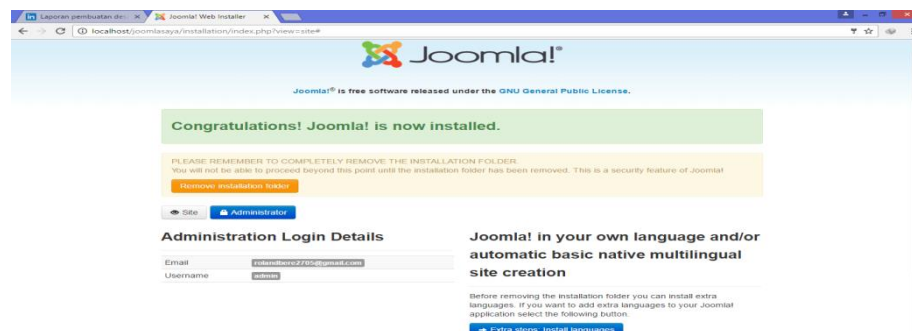 Laporan pembuatan de
Joomla! Web Installer
localhost/joomlasaya/installation/index.php?view=site#
Joomla!®
Joomla!® is free software released under the GNU General Public License.
Congratulations! Joomla! is now installed.
PLEASE REMEMBER TO COMPLETELY REMOVE THE INSTALLATION FOLDER.
You will not be able to proceed beyond this point until the installation folder has been removed. This is a security feature of Joomla!
Remove installation folder
Site
Administrator
Administration Login Details
Email rolandbere2705@gmail.com
Username admin
Joomla! in your own language and/or
automatic basic native multilingual
site creation
Before removing the installation folder you can install extra
languages. If you want to add extra languages to your Joomla!
application select the following button.
Extra steps: Install languages